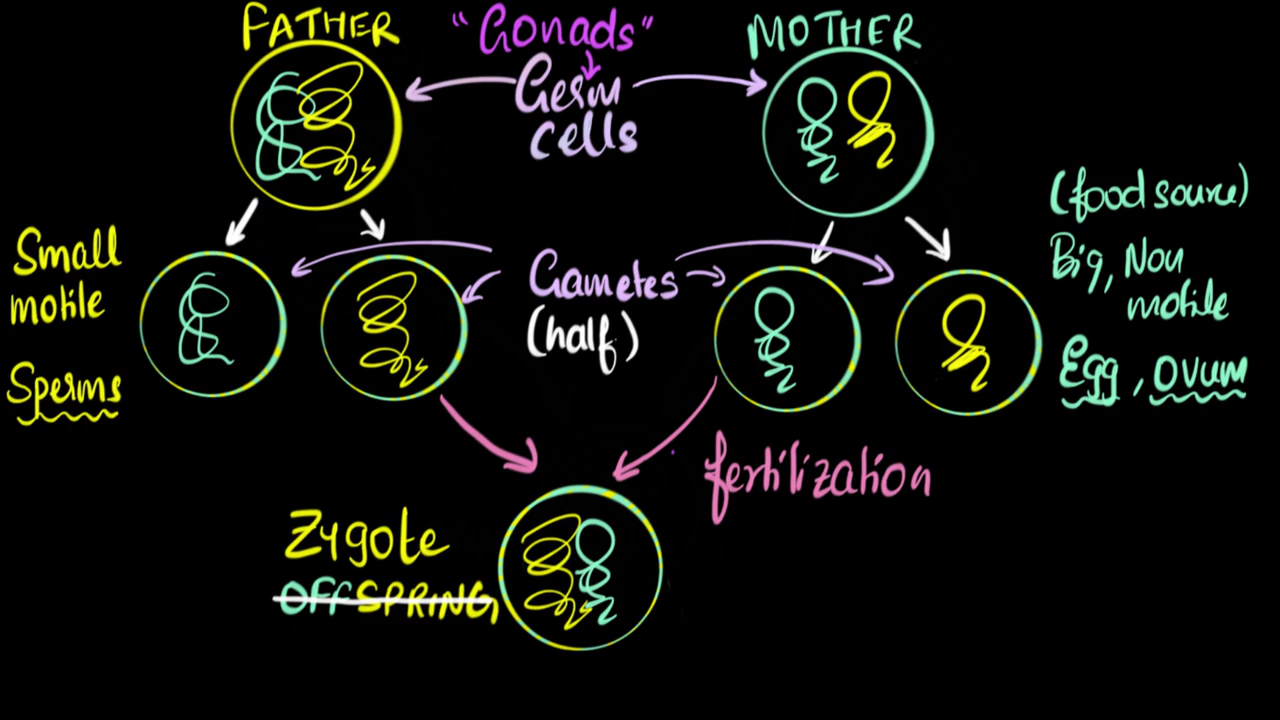 FATHER
"Gonads"
MOTHER
Germ
cells
(food source)
Big, Non
motile
Small
motile
Gametes
(half)
Sperms
Egg, OVUM
fertilization
Zygote
OFFSPRING